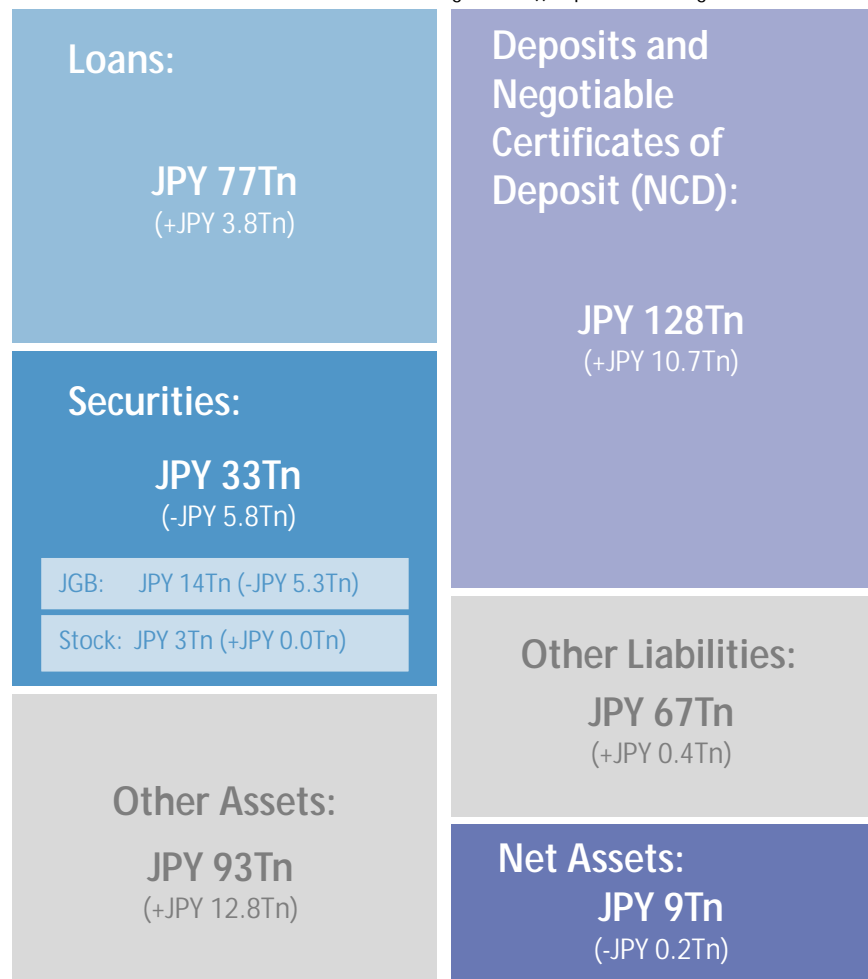 Loans:
JPY 77Tn
(+JPY 3.8Tn)
Securities:
JPY 33Tn
(-JPY 5.8Tn)
JGB: JPY 14Tn (-JPY 5.3Tn)
Stock: JPY 3Tn (+JPY 0.0Tn)
Other Assets:
JPY 93Tn
(+JPY 12.8Tn)
Deposits and
Negotiable
Certificates of
Deposit (NCD):
JPY 128Tn
(+JPY 10.7Tn)
Other Liabilities:
JPY 67Tn
(+JPY 0.4Tn)
Net Assets:
JPY 9Tn
(-JPY 0.2Tn)